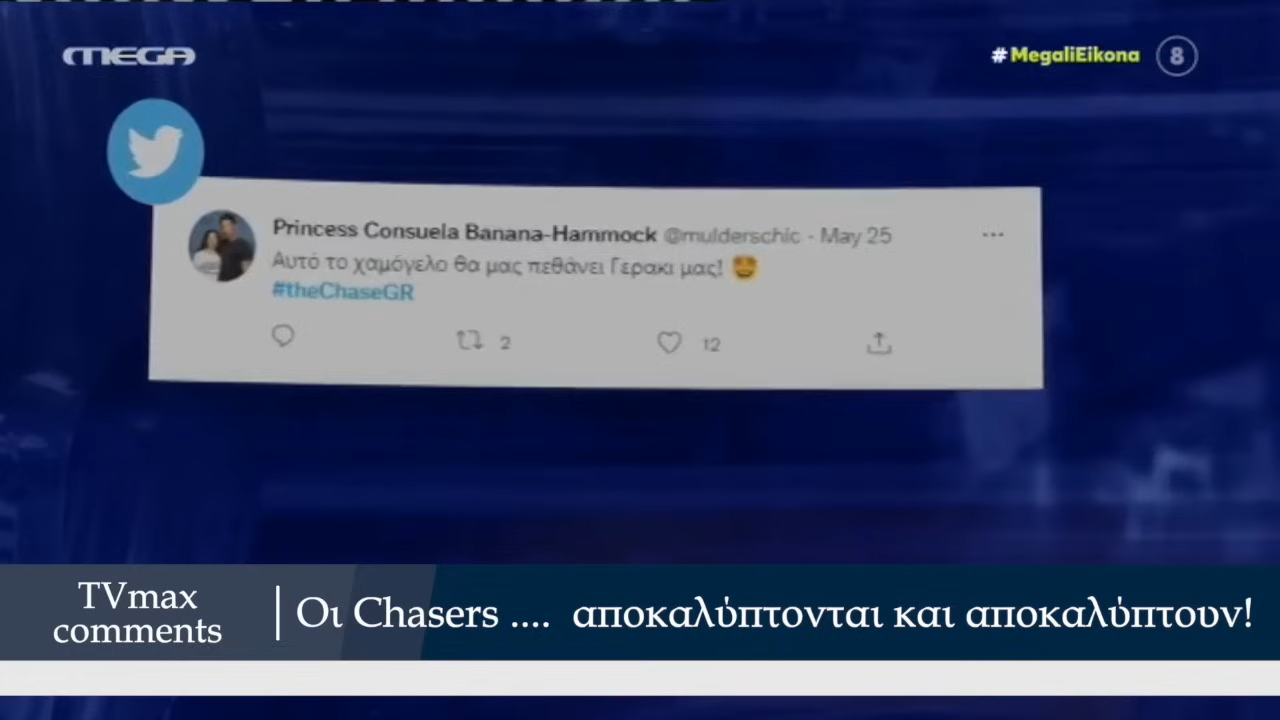 MEGA
#MegaliEikona 8
Princess Consuela Banana-Hammock @mulderschic - May 25 ...
Αυτό το χαμόγελο θα μας πεθάνει Γερακι μας! 🤩
#theChaseGR
2 12
TVmax
comments
Οι Chasers .... αποκαλύπτονται και αποκαλύπτουν!